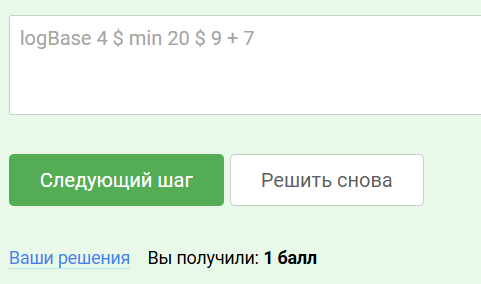 logBase 4 $ min 20 $ 9 + 7
Следующий шаг
Решить снова
Ваши решения Вы получили: 1 балл